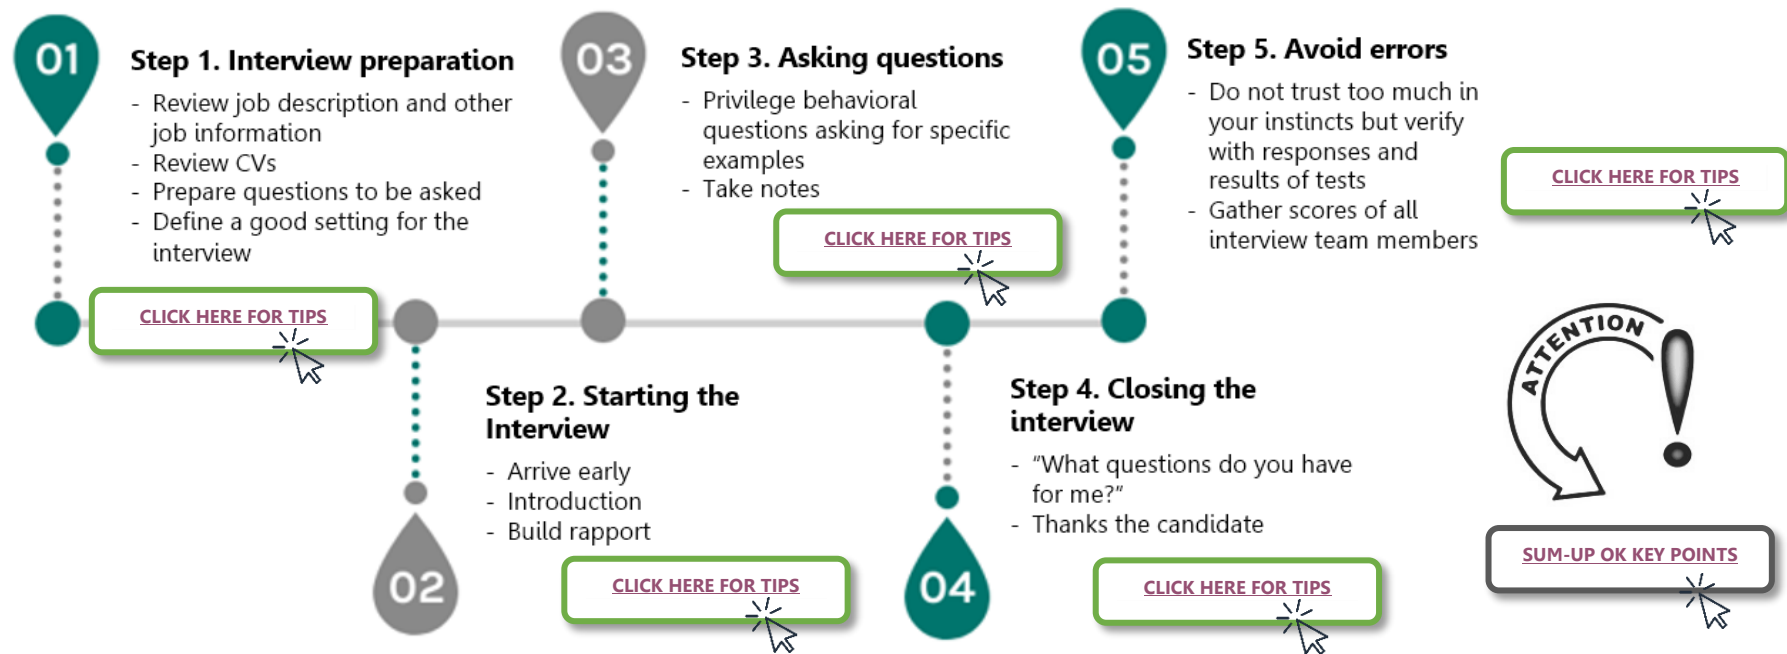 01
Step 1. Interview preparation
- Review job description and other
job information
- Review CVs
- Prepare questions to be asked
- Define a good setting for the
interview
CLICK HERE FOR TIPS
02
Step 2. Starting the
Interview
- Arrive early
- Introduction
- Build rapport
CLICK HERE FOR TIPS
03
Step 3. Asking questions
- Privilege behavioral
questions asking for specific
examples
- Take notes
CLICK HERE FOR TIPS
04
Step 4. Closing the
interview
- "What questions do you have
for me?"
- Thanks the candidate
CLICK HERE FOR TIPS
05
Step 5. Avoid errors
- Do not trust too much in
your instincts but verify
with responses and
results of tests
- Gather scores of all
interview team members
CLICK HERE FOR TIPS
ATTENTION
!
SUM-UP OK KEY POINTS